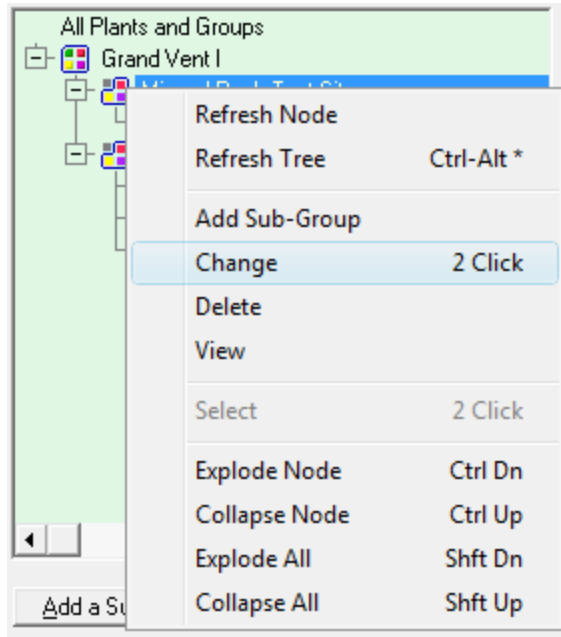 All Plants and Groups
Grand Vent I
Refresh Node
Refresh Tree Ctrl-Alt *
Add Sub-Group
Change 2 Click
Delete
View
Select 2 Click
Explode Node Ctrl Dn
Collapse Node Ctrl Up
Explode All Shft Dn
Collapse All Shft Up
Add a